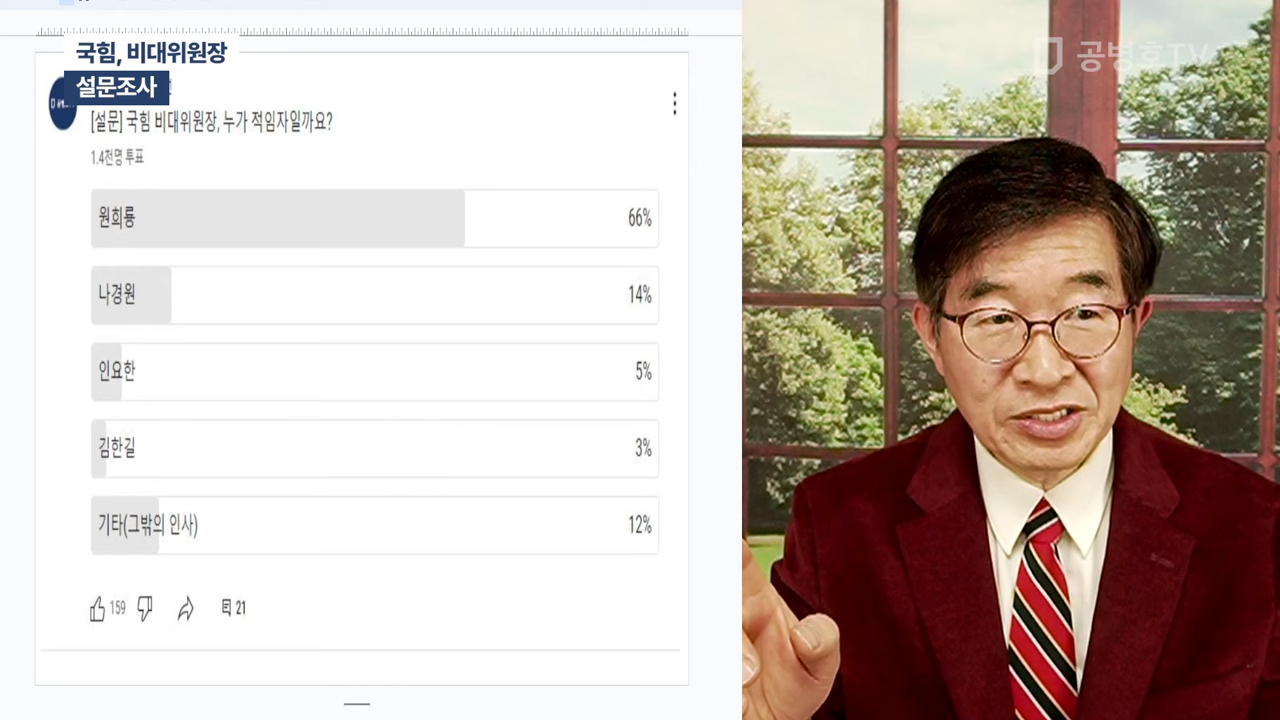 국힘, 비대위원장
설문조사
[설문] 국힘 비대위원장, 누가 적임자일까요?
1.4천명 투표
원희룡 66%
나경원 14%
인요한 5%
김한길 3%
기타(그밖의 인사) 12%
159 21
공병호TV